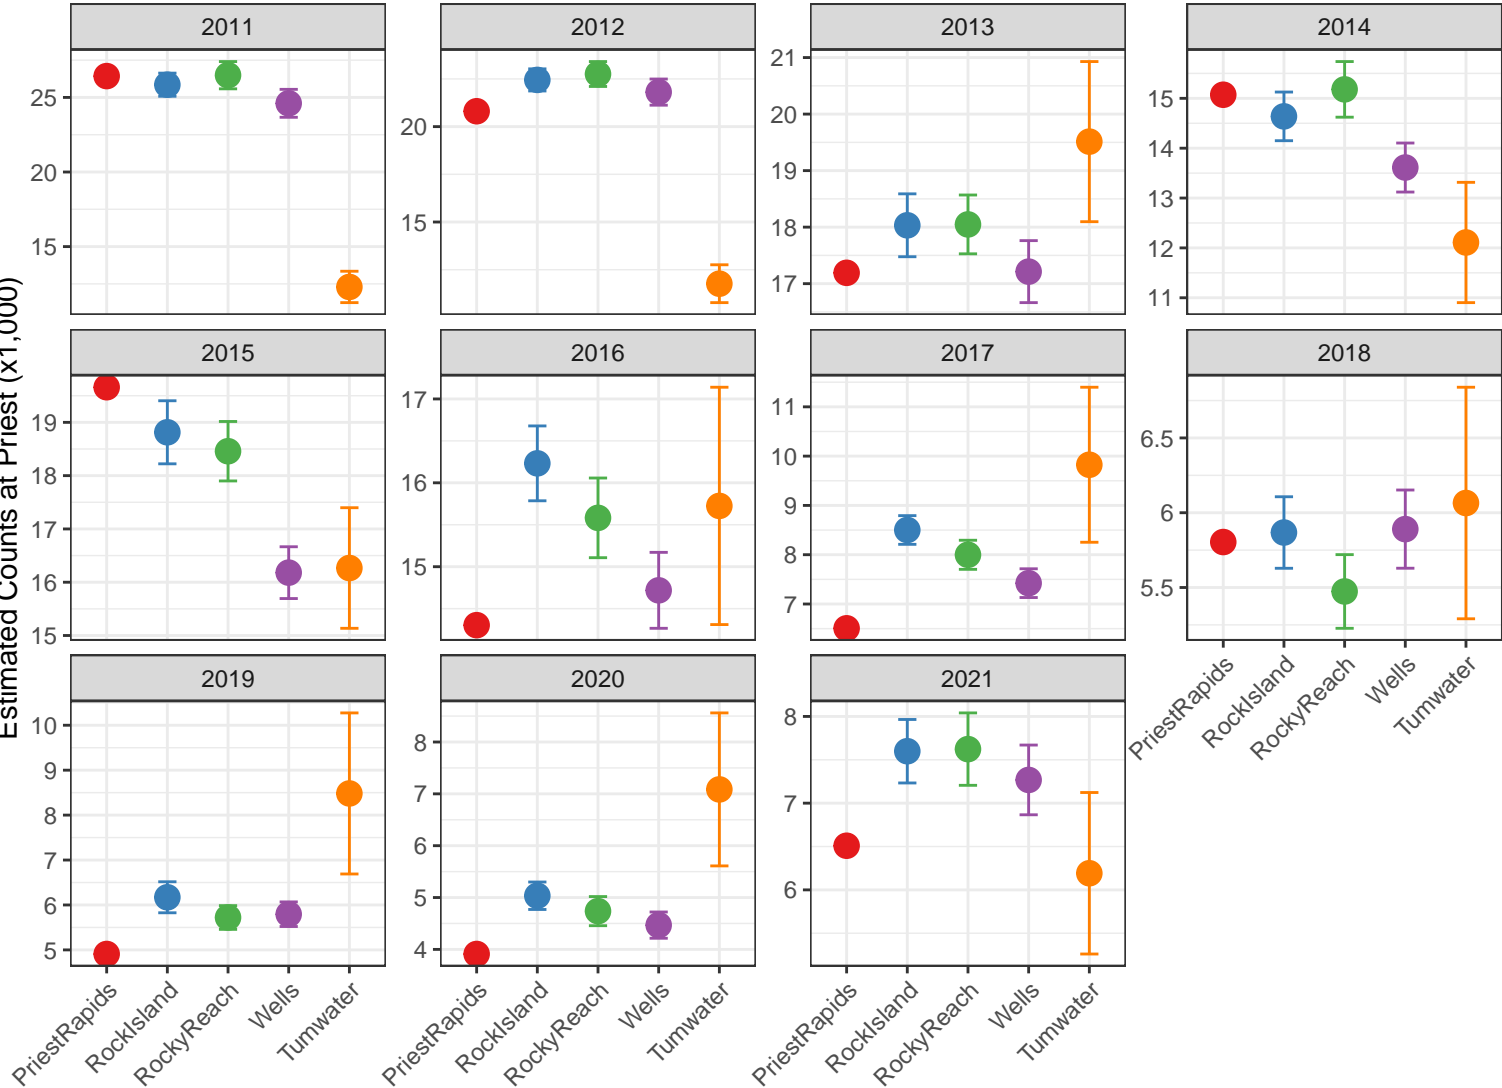 2011
2012
2013
2014
25
20
15
20
15
21
20
19
18
17
15
14
13
12
11
Estimated Counts at Priest (x1,000)
2015
2016
2017
2018
19
18
17
16
15
17
16
15
11
10
9
8
7
6.5
6
5.5
PriestRapids
RockIsland
RockyReach
Wells
Tumwater
2019
2020
2021
10
9
8
7
6
5
8
7
6
5
4
8
7
6
PriestRapids
RockIsland
RockyReach
Wells
Tumwater
PriestRapids
RockIsland
RockyReach
Wells
Tumwater
PriestRapids
RockIsland
RockyReach
Wells
Tumwater